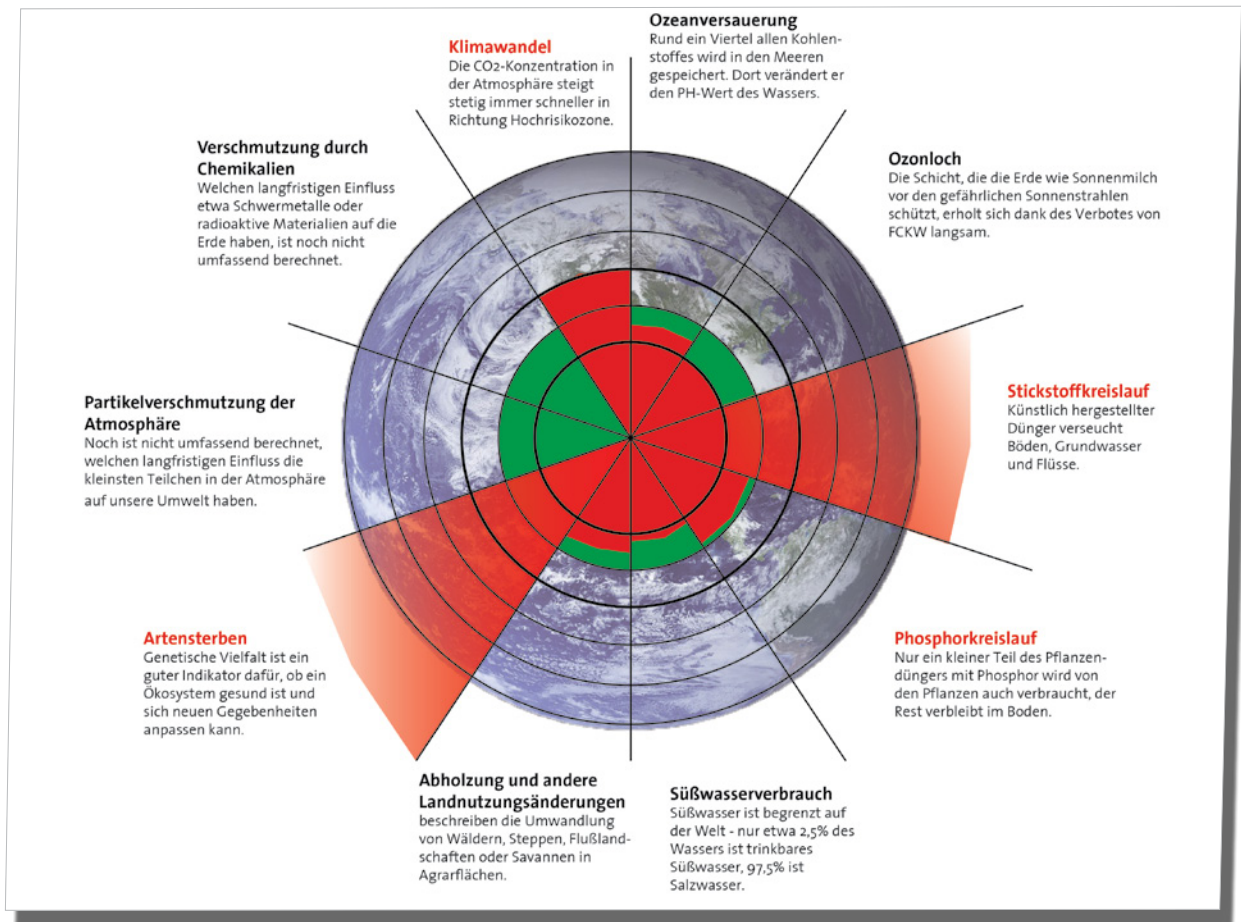 Klimawandel
Die CO2-Konzentration in
der Atmosphäre steigt
stetig immer schneller in
Richtung Hochrisikozone.
Ozeanversauerung
Rund ein Viertel allen Kohlen-
stoffes wird in den Meeren
gespeichert. Dort verändert er
den PH-Wert des Wassers.
Verschmutzung durch
Chemikalien
Welchen langfristigen Einfluss
etwa Schwermetalle oder
radioaktive Materialien auf die
Erde haben, ist noch nicht
umfassend berechnet.
Ozonloch
Die Schicht, die die Erde wie Sonnenmilch
vor den gefährlichen Sonnenstrahlen
schützt, erholt sich dank des Verbotes von
FCKW langsam.
Partikelverschmutzung der
Atmosphäre
Noch ist nicht umfassend berechnet,
welchen langfristigen Einfluss die
kleinsten Teilchen in der Atmosphäre
auf unsere Umwelt haben.
Stickstoffkreislauf
Künstlich hergestellter
Dünger verseucht
Böden, Grundwasser
und Flüsse.
Artensterben
Genetische Vielfalt ist ein
guter Indikator dafür, ob ein
Ökosystem gesund ist und
sich neuen Gegebenheiten
anpassen kann.
Phosphorkreislauf
Nur ein kleiner Teil des Pflanzen-
düngers mit Phosphor wird von
den Pflanzen auch verbraucht, der
Rest verbleibt im Boden.
Abholzung und andere
Landnutzungsänderungen
beschreiben die Umwandlung
von Wäldern, Steppen, Flußland-
schaften oder Savannen in
Agrarflächen.
Süßwasserverbrauch
Süßwasser ist begrenzt auf
der Welt - nur etwa 2,5% des
Wassers ist trinkbares
Süßwasser, 97,5% ist
Salzwasser.